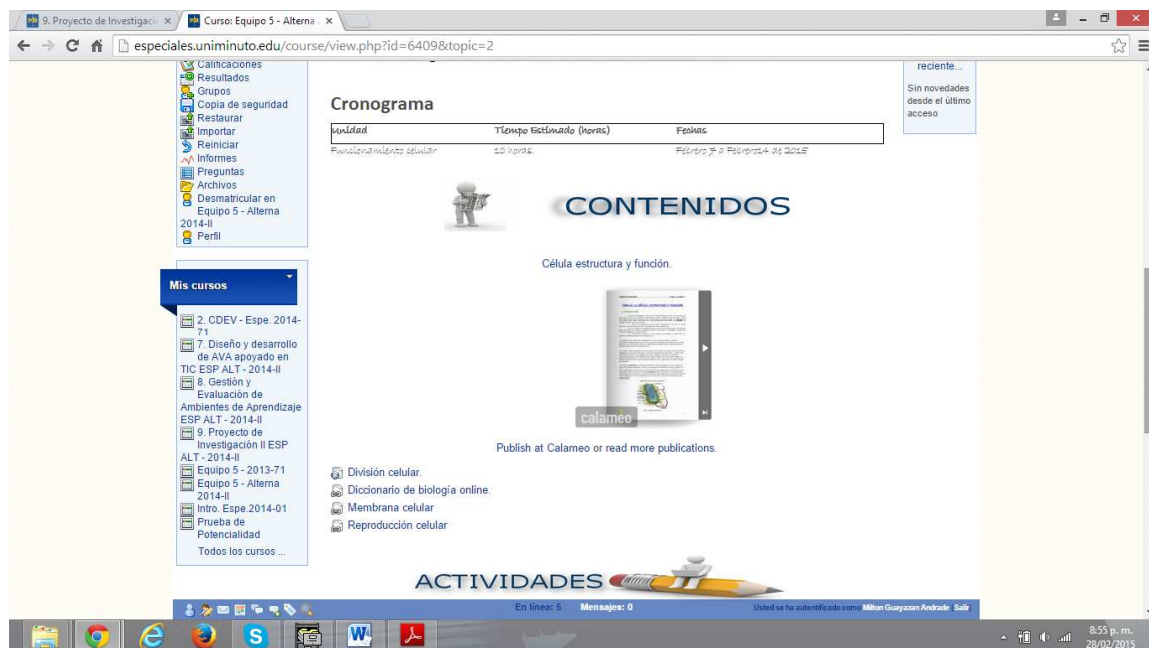 9. Proyecto de Investigaci
Curso: Equipo 5 - Alterna
especiales.uniminuto.edu/course/view.php?id=6409&topic=2
Calificaciones
Resultados
Grupos
Copia de seguridad
Restaurar
Importar
Reiniciar
Informes
Preguntas
Archivos
Desmatricular en
Equipo 5 - Alterna
2014-II
Perfil
Mis cursos
2. CDEV - Espe. 2014-
71
7. Diseño y desarrollo
de AVA apoyado en
TIC ESP ALT - 2014-II
8. Gestión y
Evaluación de
Ambientes de Aprendizaje
ESP ALT - 2014-II
9. Proyecto de
Investigación II ESP
ALT - 2014-II
Equipo 5 - 2013-71
Equipo 5 - Alterna
2014-II
Intro. Espe.2014-01
Prueba de
Potencialidad
Todos los cursos ...
Cronograma
Unidad Tiempo Estimado (horas) Fechas
Funcionamiento celular 10 horas. Febrero 7 a Febrero14 de 2015
CONTENIDOS
Célula estructura y función.
calaméo
Publish at Calameo or read more publications.
División celular.
Diccionario de biología online.
Membrana celular
Reproducción celular
ACTIVIDADES
reciente...
Sin novedades
desde el último
acceso
En línea: 5 Mensajes: 0 Usted se ha autentificado como Milton Guayazan Andrade Salir
8:55 p. m.
28/02/2015